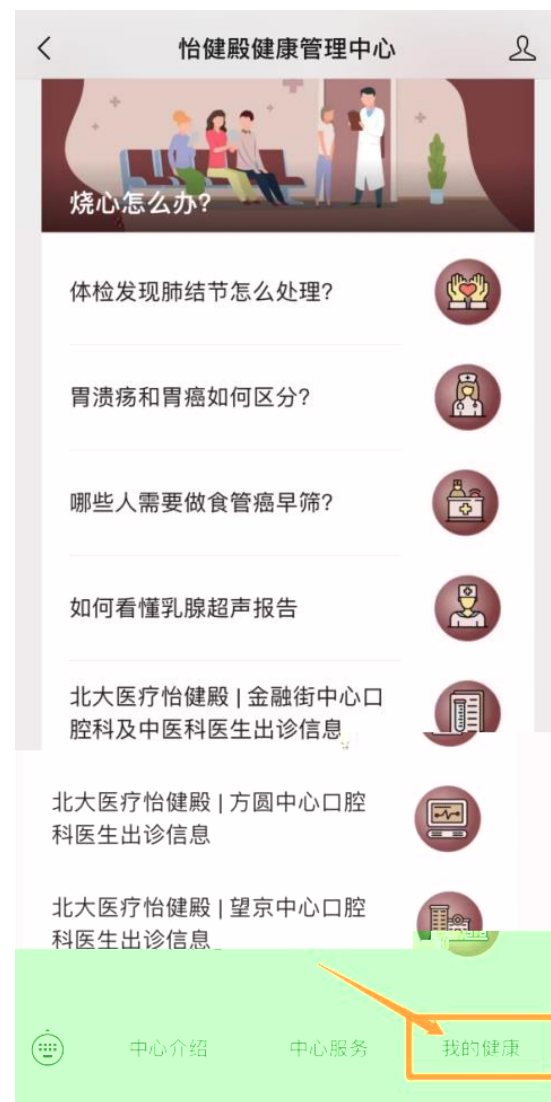 怡健殿健康管理中心
烧心怎么办?
体检发现肺结节怎么处理?
胃溃疡和胃癌如何区分?
哪些人需要做食管癌早筛?
如何看懂乳腺超声报告
北大医疗怡健殿 | 金融街中心口
腔科及中医科医生出诊信息
北大医疗怡健殿 | 方圆中心口腔
科医生出诊信息
北大医疗怡健殿 | 望京中心口腔
科医生出诊信息
中心介绍 中心服务 我的健康